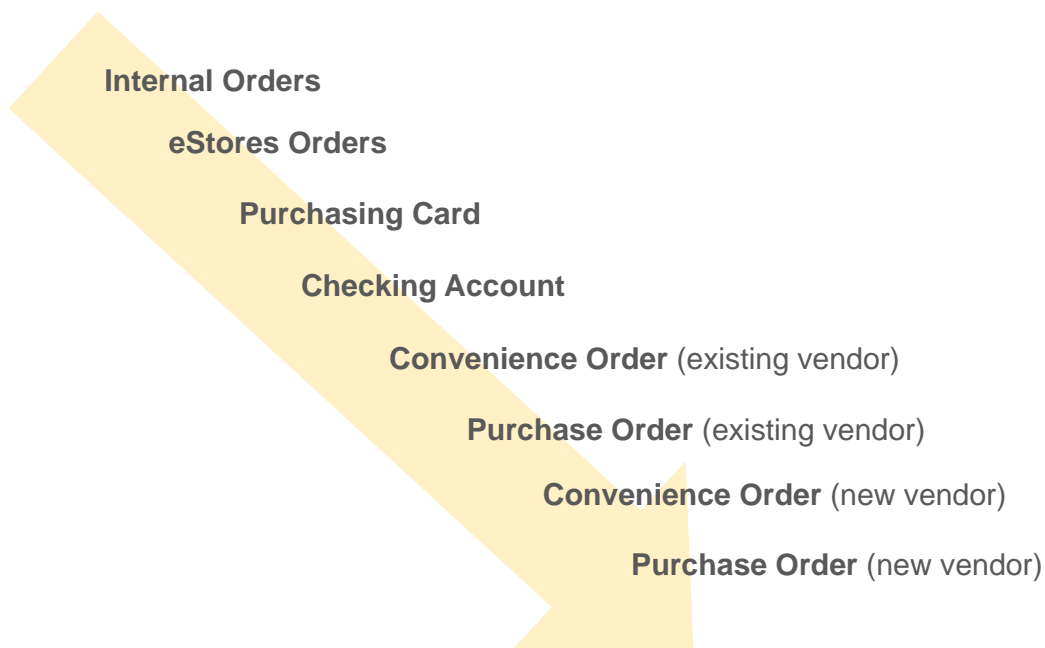 Internal Orders
eStores Orders
Purchasing Card
Checking Account
Convenience Order (existing vendor)
Purchase Order (existing vendor)
Convenience Order (new vendor)
Purchase Order (new vendor)